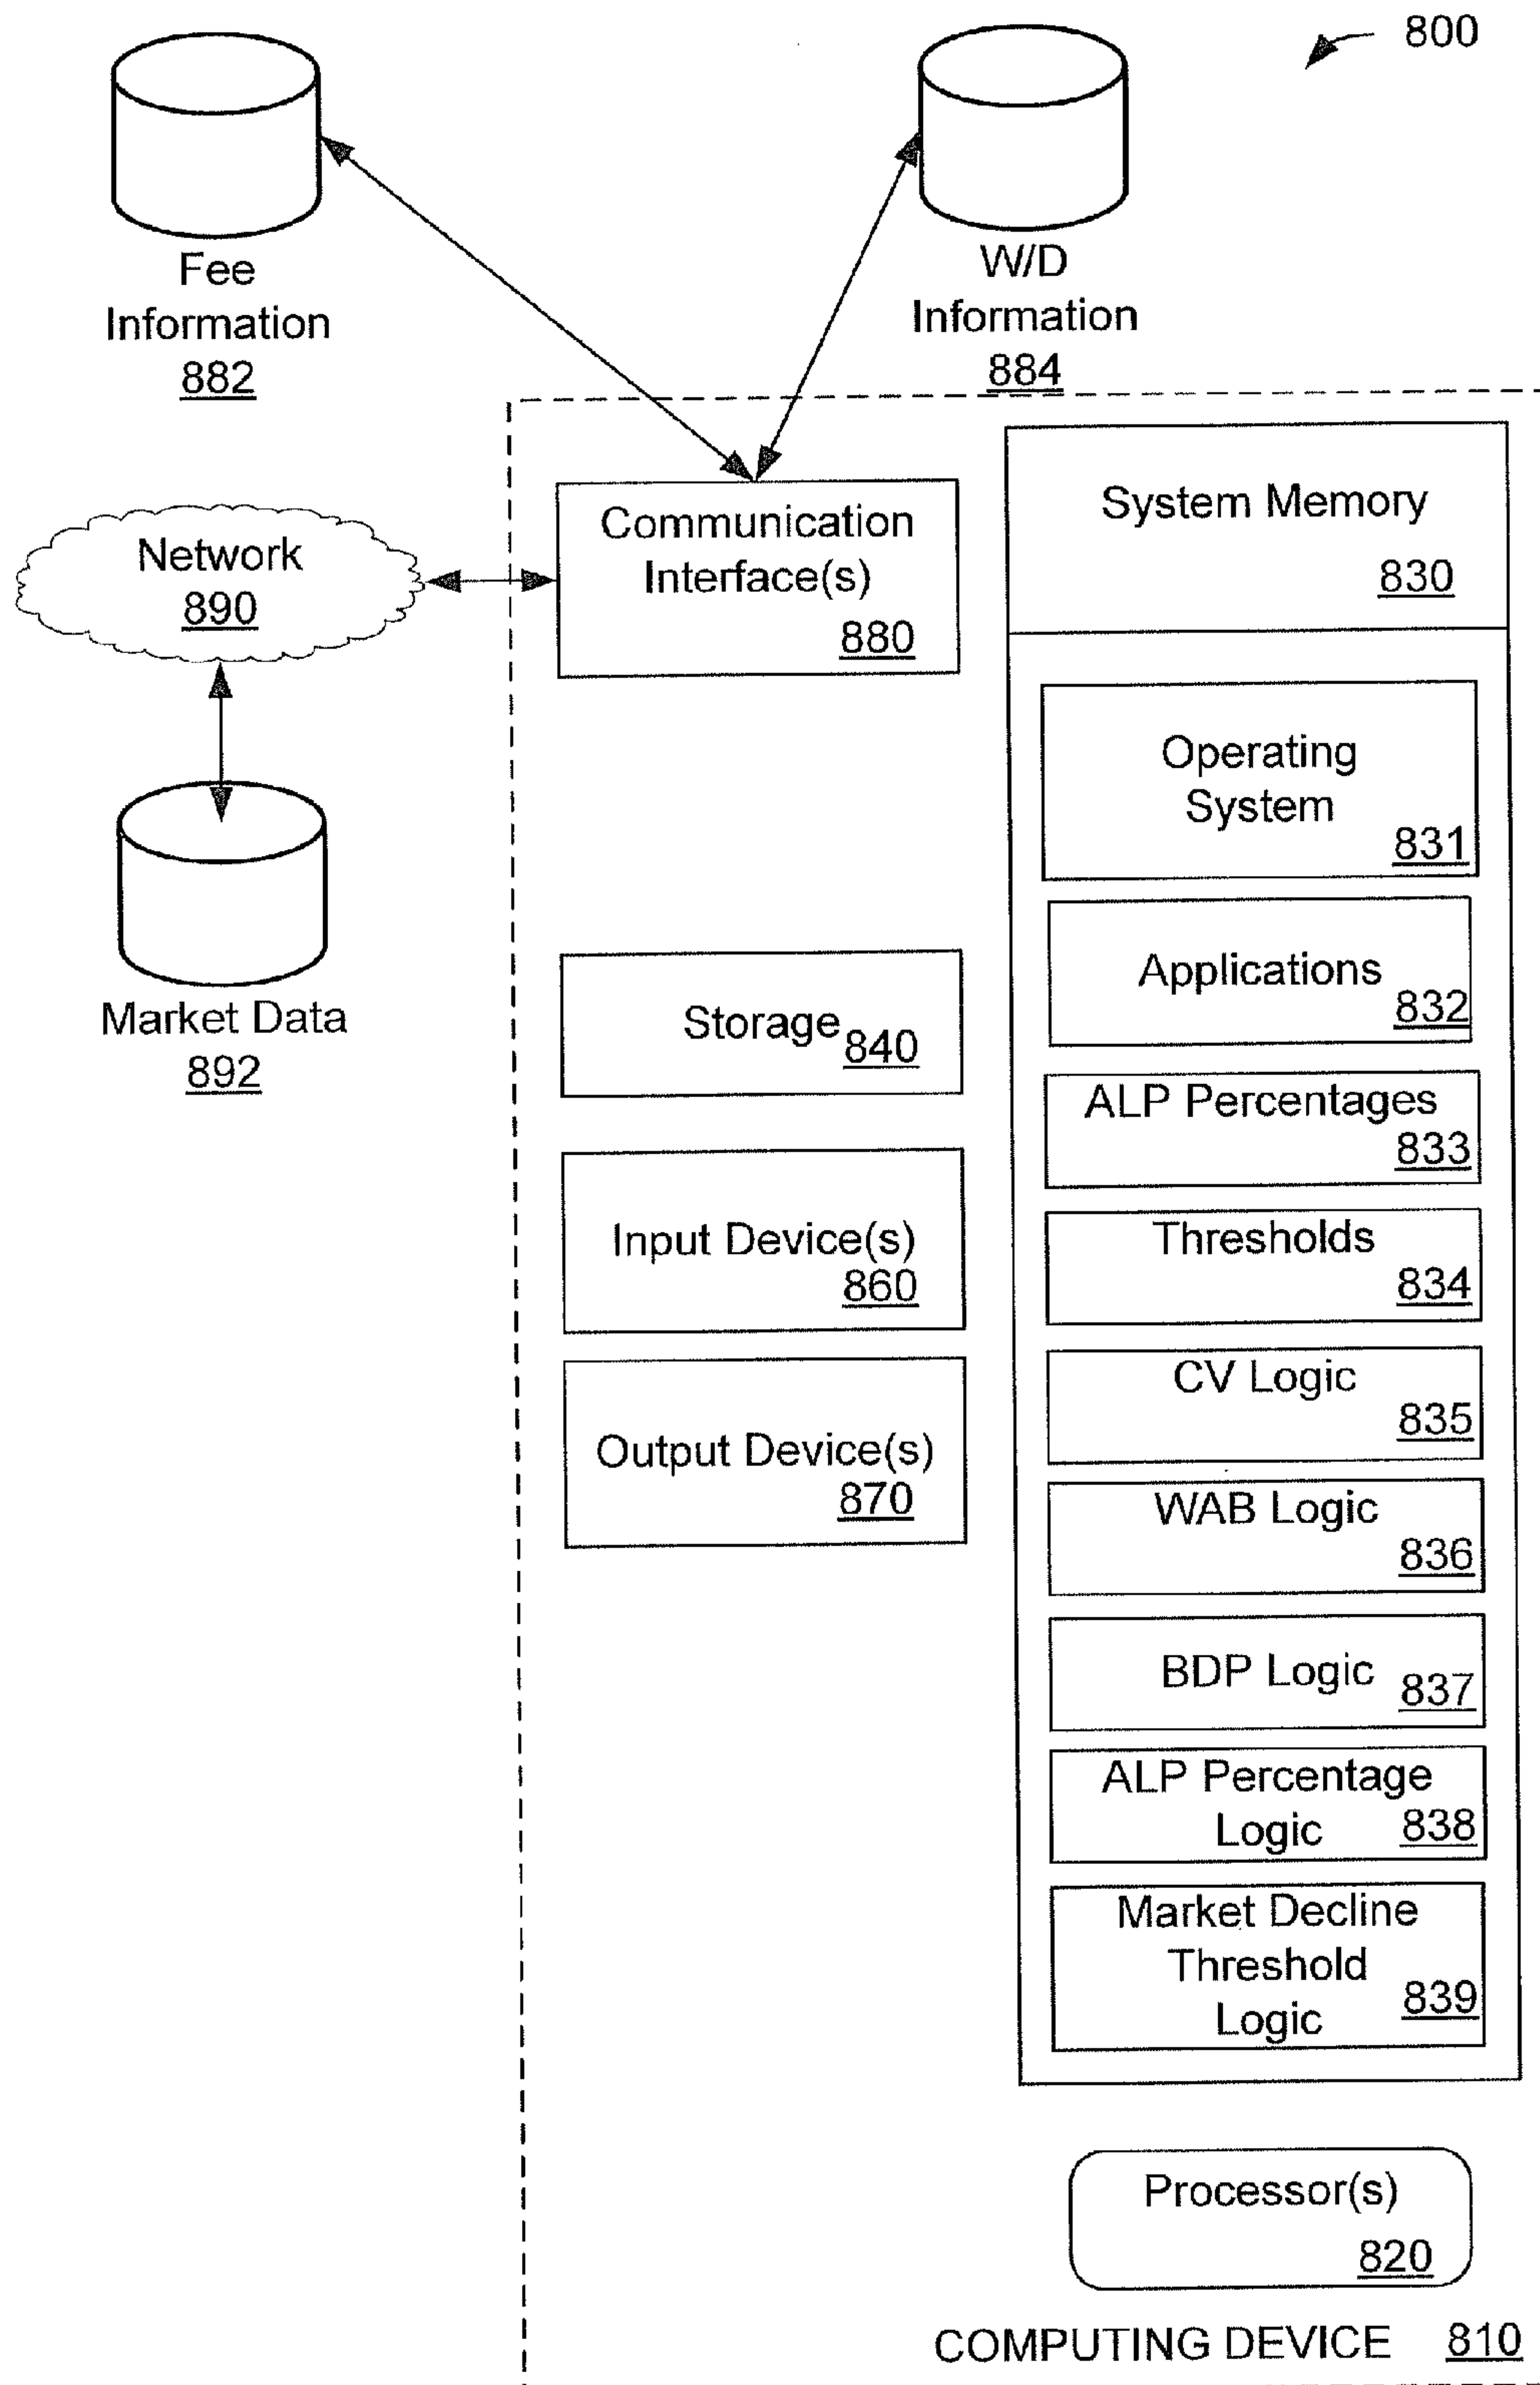 800
Fee
Information
882
W/D
Information
884
Network
890
Market Data
892
Communication
Interface(s)
880
Storage
840
Input Device(s)
860
Output Device(s)
870
System Memory
830
Operating
System
831
Applications
832
ALP Percentages
833
Thresholds
834
CV Logic
835
WAB Logic
836
BDP Logic
837
ALP Percentage
Logic
838
Market Decline
Threshold
Logic
839
Processor(s)
820
COMPUTING DEVICE 810